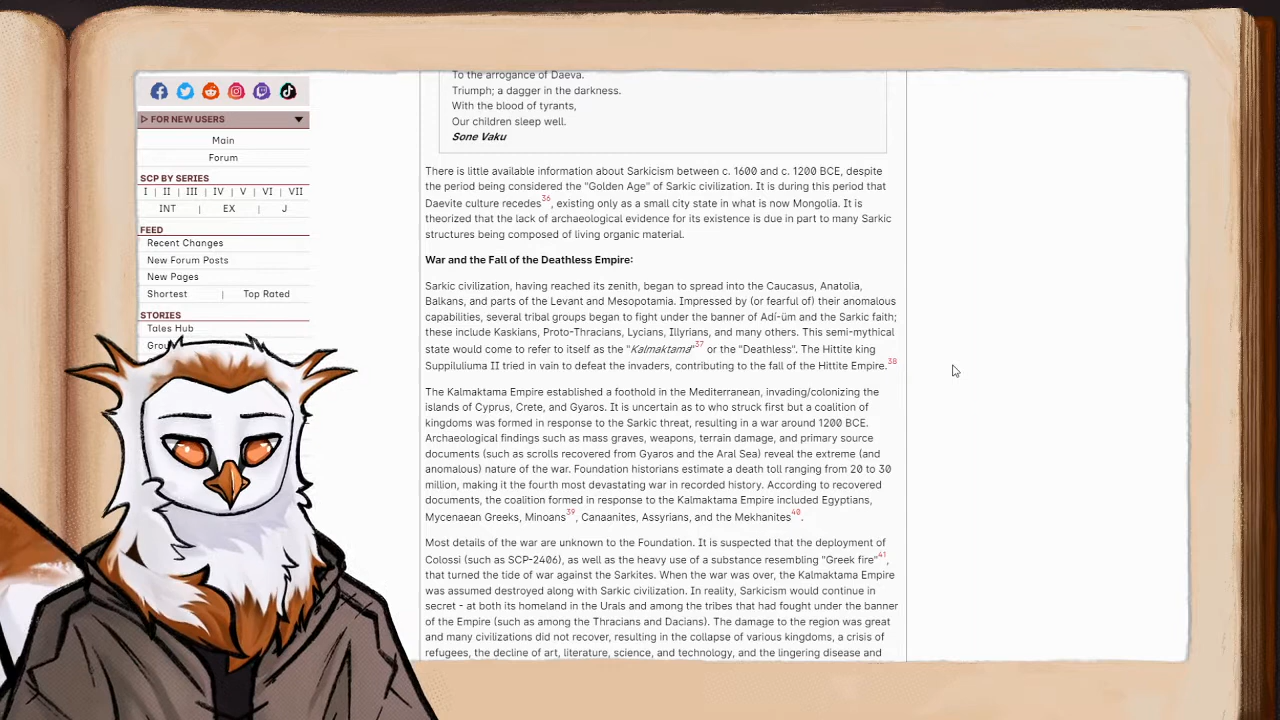 To the arrogance of Daeva.
Triumph; a dagger in the darkness.
With the blood of tyrants,
Our children sleep well.
Sone Vaku
▷ FOR NEW USERS
Main
Forum
SCP BY SERIES
I | II | III | IV | V | VI | VII
INT | EX | J
FEED
Recent Changes
New Forum Posts
New Pages
Shortest | Top Rated
STORIES
Tales Hub
There is little available information about Sarkicism between c. 1600 and c. 1200 BCE, despite
the period being considered the "Golden Age" of Sarkic civilization. It is during this period that
Daevite culture recedes36, existing only as a small city state in what is now Mongolia. It is
theorized that the lack of archaeological evidence for its existence is due in part to many Sarkic
structures being composed of living organic material.
War and the Fall of the Deathless Empire:
Sarkic civilization, having reached its zenith, began to spread into the Caucasus, Anatolia,
Balkans, and parts of the Levant and Mesopotamia. Impressed by (or fearful of) their anomalous
capabilities, several tribal groups began to fight under the banner of Adí-üm and the Sarkic faith;
these include Kaskians, Proto-Thracians, Lycians, Illyrians, and many others. This semi-mythical
state would come to refer to itself as the "Kalmaktama"37 or the "Deathless". The Hittite king
Suppiluliuma II tried in vain to defeat the invaders, contributing to the fall of the Hittite Empire.38
The Kalmaktama Empire established a foothold in the Mediterranean, invading/colonizing the
islands of Cyprus, Crete, and Gyaros. It is uncertain as to who struck first but a coalition of
kingdoms was formed in response to the Sarkic threat, resulting in a war around 1200 BCE.
Archaeological findings such as mass graves, weapons, terrain damage, and primary source
documents (such as scrolls recovered from Gyaros and the Aral Sea) reveal the extreme (and
anomalous) nature of the war. Foundation historians estimate a death toll ranging from 20 to 30
million, making it the fourth most devastating war in recorded history. According to recovered
documents, the coalition formed in response to the Kalmaktama Empire included Egyptians,
Mycenaean Greeks, Minoans39, Canaanites, Assyrians, and the Mekhanites40.
Most details of the war are unknown to the Foundation. It is suspected that the deployment of
Colossi (such as SCP-2406), as well as the heavy use of a substance resembling "Greek fire"41,
that turned the tide of war against the Sarkites. When the war was over, the Kalmaktama Empire
was assumed destroyed along with Sarkic civilization. In reality, Sarkicism would continue in
secret - at both its homeland in the Urals and among the tribes that had fought under the banner
of the Empire (such as among the Thracians and Dacians). The damage to the region was great
and many civilizations did not recover, resulting in the collapse of various kingdoms, a crisis of
refugees, the decline of art, literature, science, and technology, and the lingering disease and